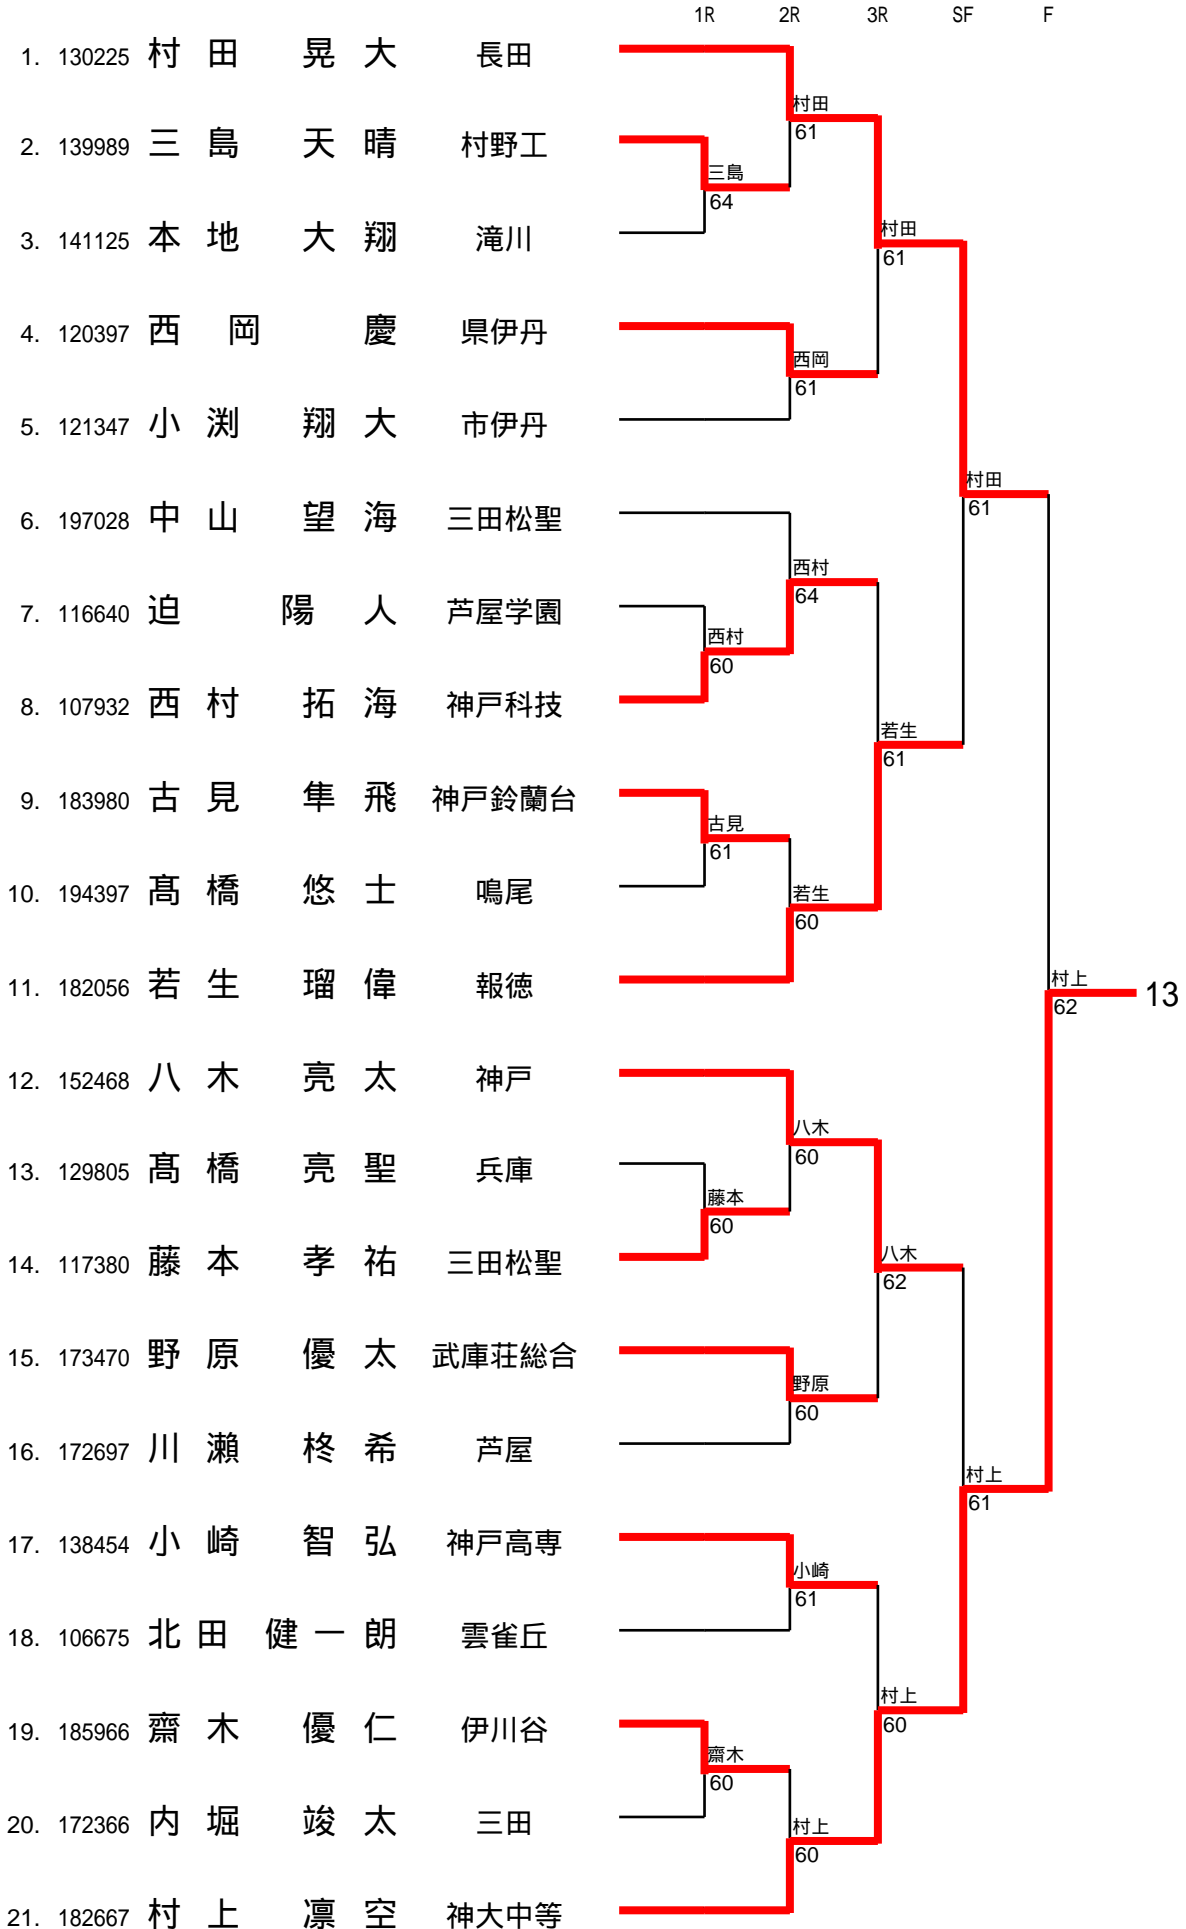 1R 2R 3R SF F
1. 130225 村 田 晃 大 長田
村田
61
2. 139989 三 島 天 晴 村野工
三島
64
3. 141125 本 地 大 翔 滝川
村田
61
4. 120397 西 岡 慶 県伊丹
西岡
61
5. 121347 小 渕 翔 大 市伊丹
村田
61
6. 197028 中 山 望 海 三田松聖
西村
64
7. 116640 迫 陽 人 芦屋学園
西村
60
8. 107932 西 村 拓 海 神戸科技
若生
61
9. 183980 古 見 隼 飛 神戸鈴蘭台
古見
61
10. 194397 髙 橋 悠 士 鳴尾
若生
60
11. 182056 若 生 瑠 偉 報徳
村上
62
13
12. 152468 八 木 亮 太 神戸
八木
60
13. 129805 髙 橋 亮 聖 兵庫
藤本
60
14. 117380 藤 本 孝 祐 三田松聖
八木
62
15. 173470 野 原 優 太 武庫荘総合
野原
60
16. 172697 川 瀬 柊 希 芦屋
村上
61
17. 138454 小 崎 智 弘 神戸高専
小崎
61
18. 106675 北 田 健 一 朗 雲雀丘
村上
60
19. 185966 齋 木 優 仁 伊川谷
齋木
60
20. 172366 内 堀 竣 太 三田
村上
60
21. 182667 村 上 凛 空 神大中等